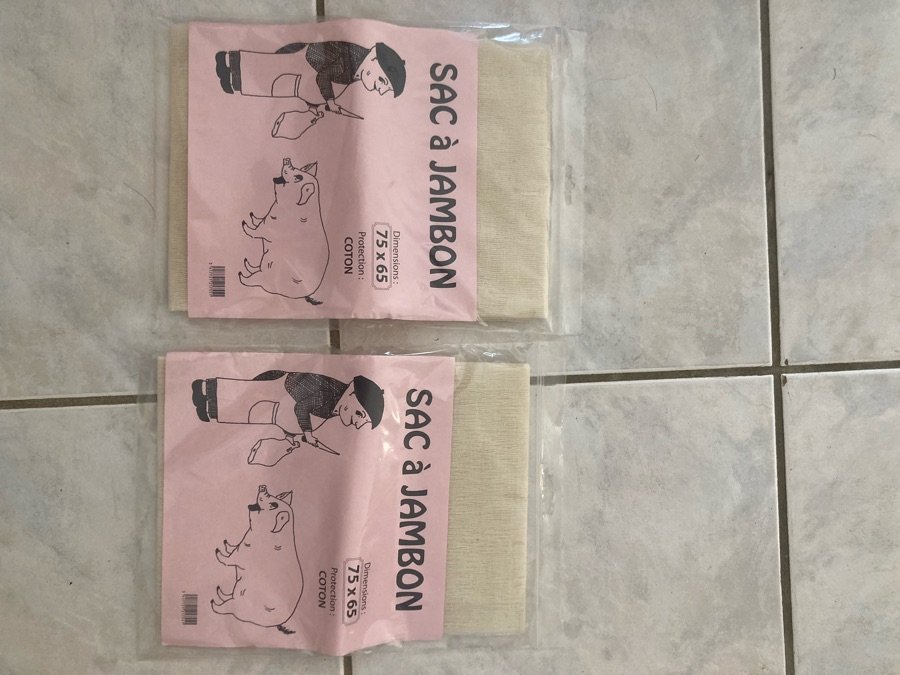 SAC à JAMBON
Dimensions :
75 x 65
Protection :
COTON
SAC à JAMBON
Dimensions :
75 x 65
Protection :
COTON